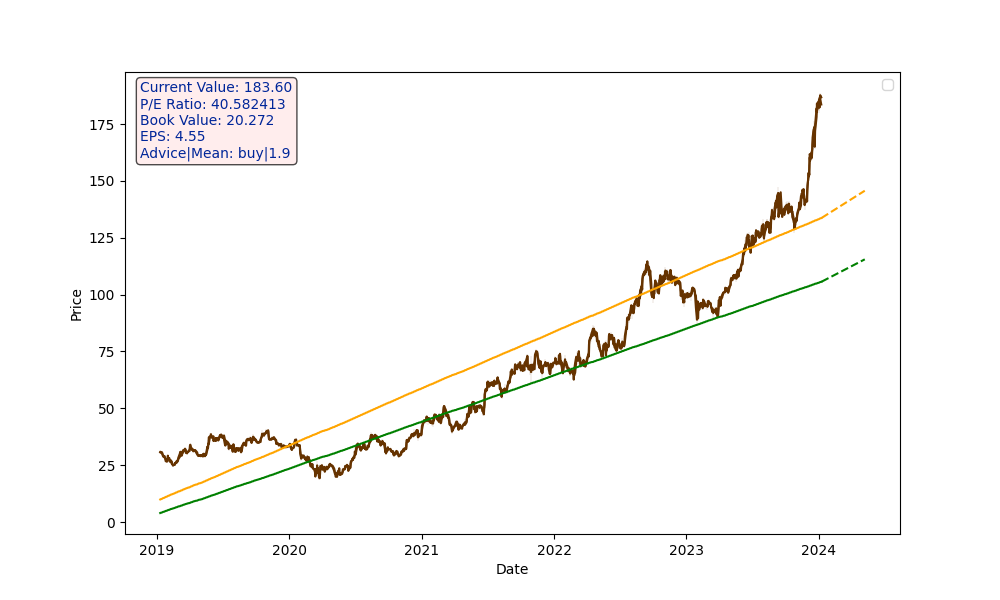 Current Value: 183.60
P/E Ratio: 40.582413
Book Value: 20.272
EPS: 4.55
Advice|Mean: buy|1.9
175
150
125
100
75
50
25
0
Price
2019 2020 2021 2022 2023 2024
Date